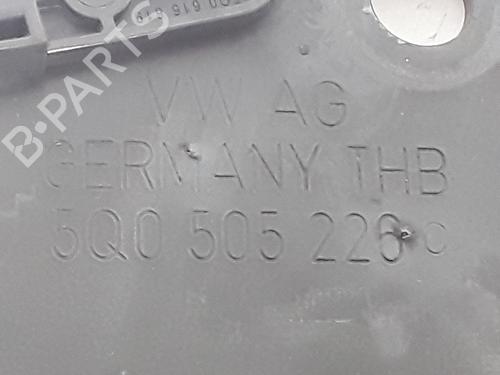 B-PARTS
VW AG
GERMANY THB
5Q0 505 226 C